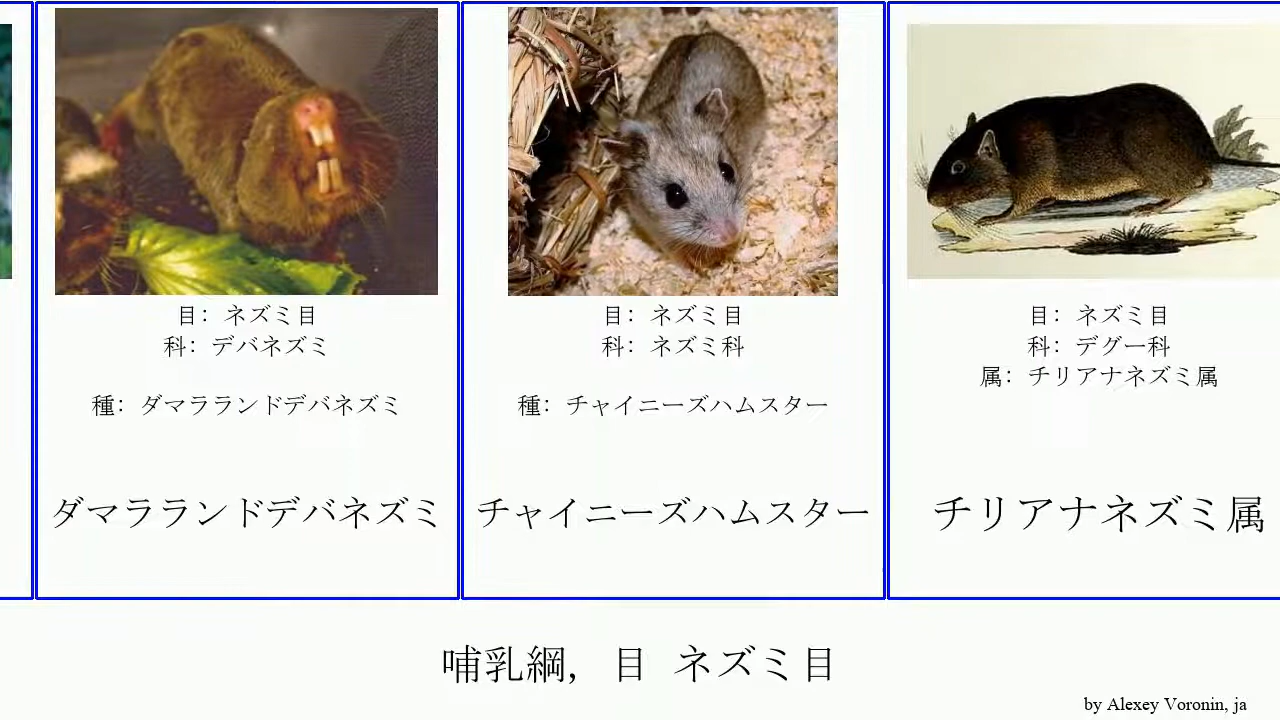 目: ネズミ目
科: デバネズミ
種: ダマラランドデバネズミ
ダマラランドデバネズミ
目: ネズミ目
科: ネズミ科
種: チャイニーズハムスター
チャイニーズハムスター
目: ネズミ目
科: デグー科
属: チリアナネズミ属
チリアナネズミ属
哺乳綱, 目 ネズミ目
by Alexey Voronin, ja